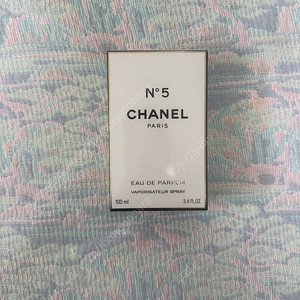 N°5
CHANEL
PARIS
EAU DE PARFUM
VAPORISATEUR SPRAY
100 ml 3.4 FL.OZ.